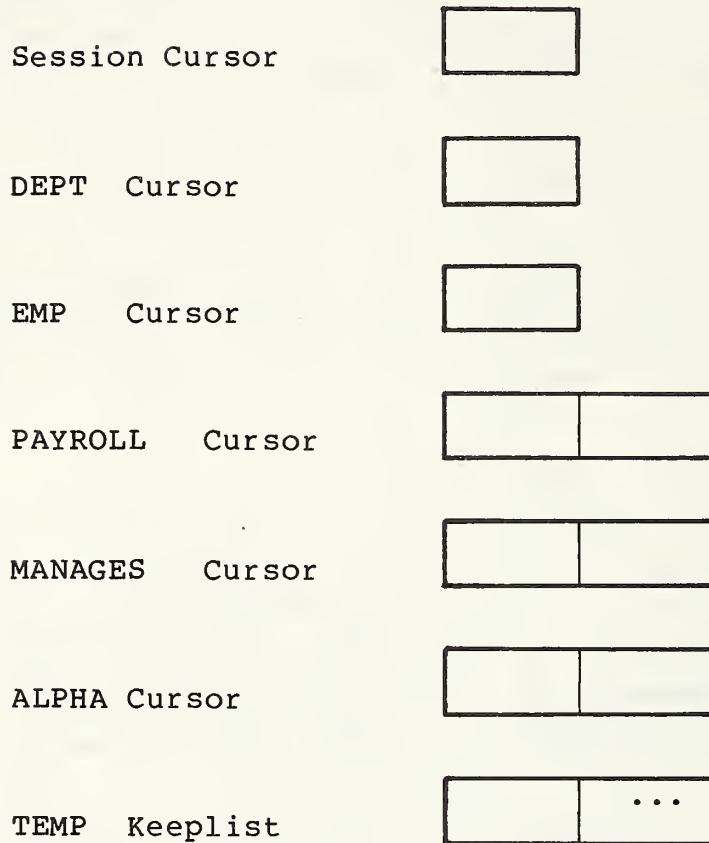 Session Cursor
DEPT Cursor
EMP Cursor
PAYROLL Cursor
MANAGES Cursor
ALPHA Cursor
TEMP Keeplist ...